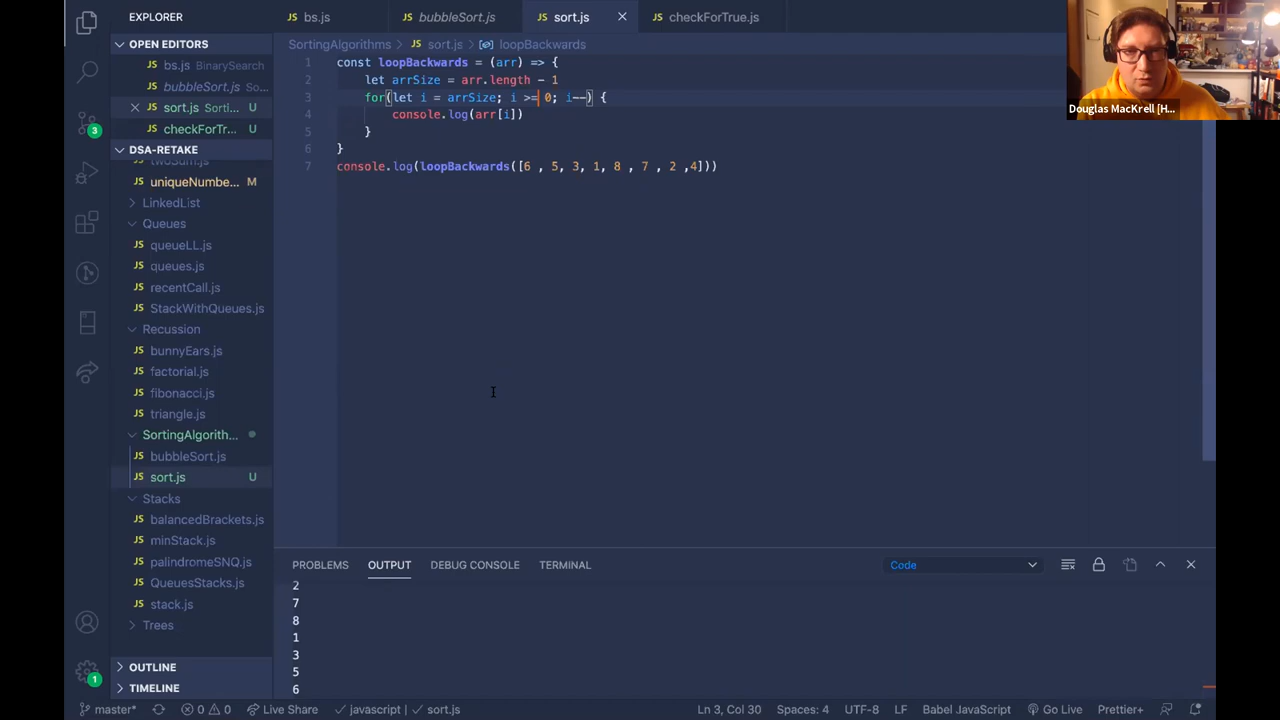 EXPLORER
OPEN EDITORS
bs.js BinarySearch
bubbleSort.js So...
sort.js Sorti... U
checkForTr... U
DSA-RETAKE
twoSum.js
uniqueNumbe... M
LinkedList
Queues
queueLL.js
queues.js
recentCall.js
StackWithQueues.js
Recussion
bunnyEars.js
factorial.js
fibonacci.js
triangle.js
SortingAlgorith...
bubbleSort.js
sort.js U
Stacks
balancedBrackets.js
minStack.js
palindromeSNQ.js
QueuesStacks.js
stack.js
Trees
OUTLINE
TIMELINE
bs.js bubbleSort.js sort.js checkForTrue.js
SortingAlgorithms > sort.js > loopBackwards
1 const loopBackwards = (arr) => {
2 let arrSize = arr.length - 1
3 for(let i = arrSize; i >= 0; i--) {
4 console.log(arr[i])
5 }
6 }
7 console.log(loopBackwards([6 , 5, 3, 1, 8 , 7 , 2 ,4]))
Douglas MacKrell [H...
PROBLEMS OUTPUT DEBUG CONSOLE TERMINAL Code
2
7
8
1
3
5
6
3
1
master* 0 0 Live Share javascript | sort.js Ln 3, Col 30 Spaces: 4 UTF-8 LF Babel JavaScript Go Live Prettier+